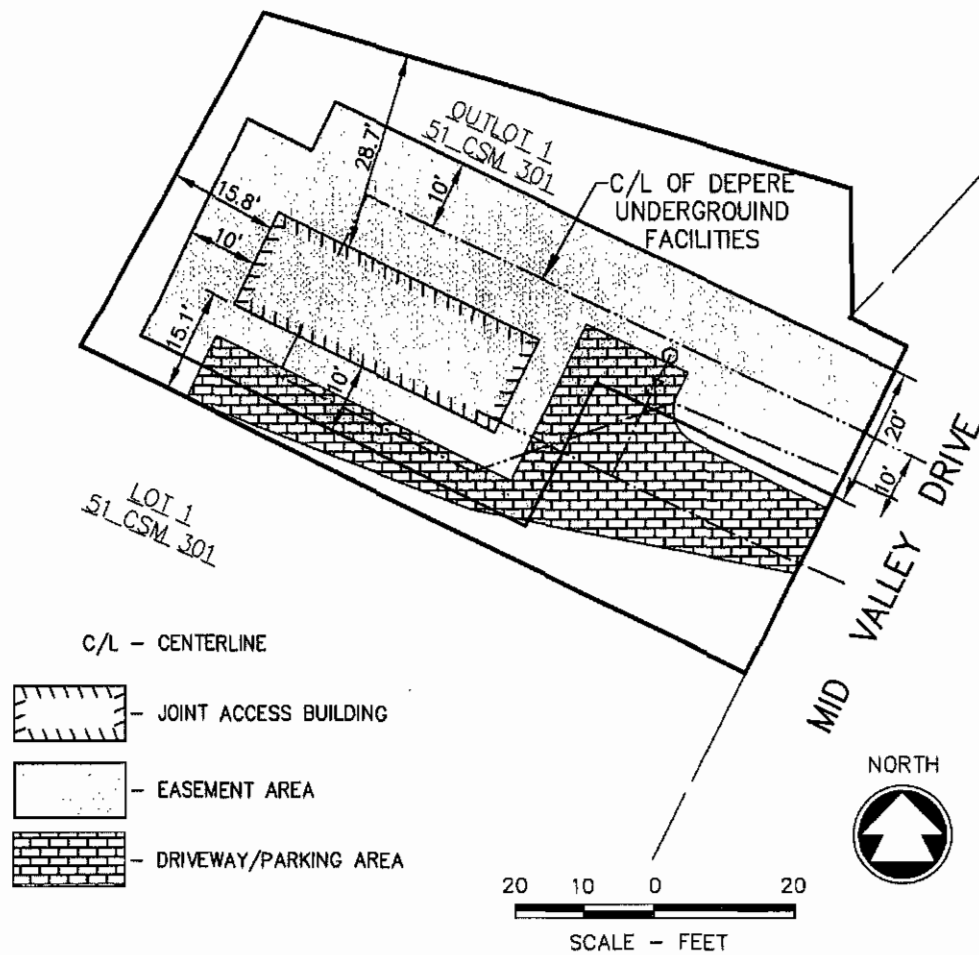 OUTLOT 1
51 CSM 301
28.7'
10'
C/L OF DEPERE
UNDERGROUIND
FACILITIES
15.8'
10'
15.1'
10'
20'
10'
MID VALLEY DRIVE
LOT 1
51 CSM 301
C/L - CENTERLINE
- JOINT ACCESS BUILDING
- EASEMENT AREA
- DRIVEWAY/PARKING AREA
NORTH
20 10 0 20
SCALE - FEET